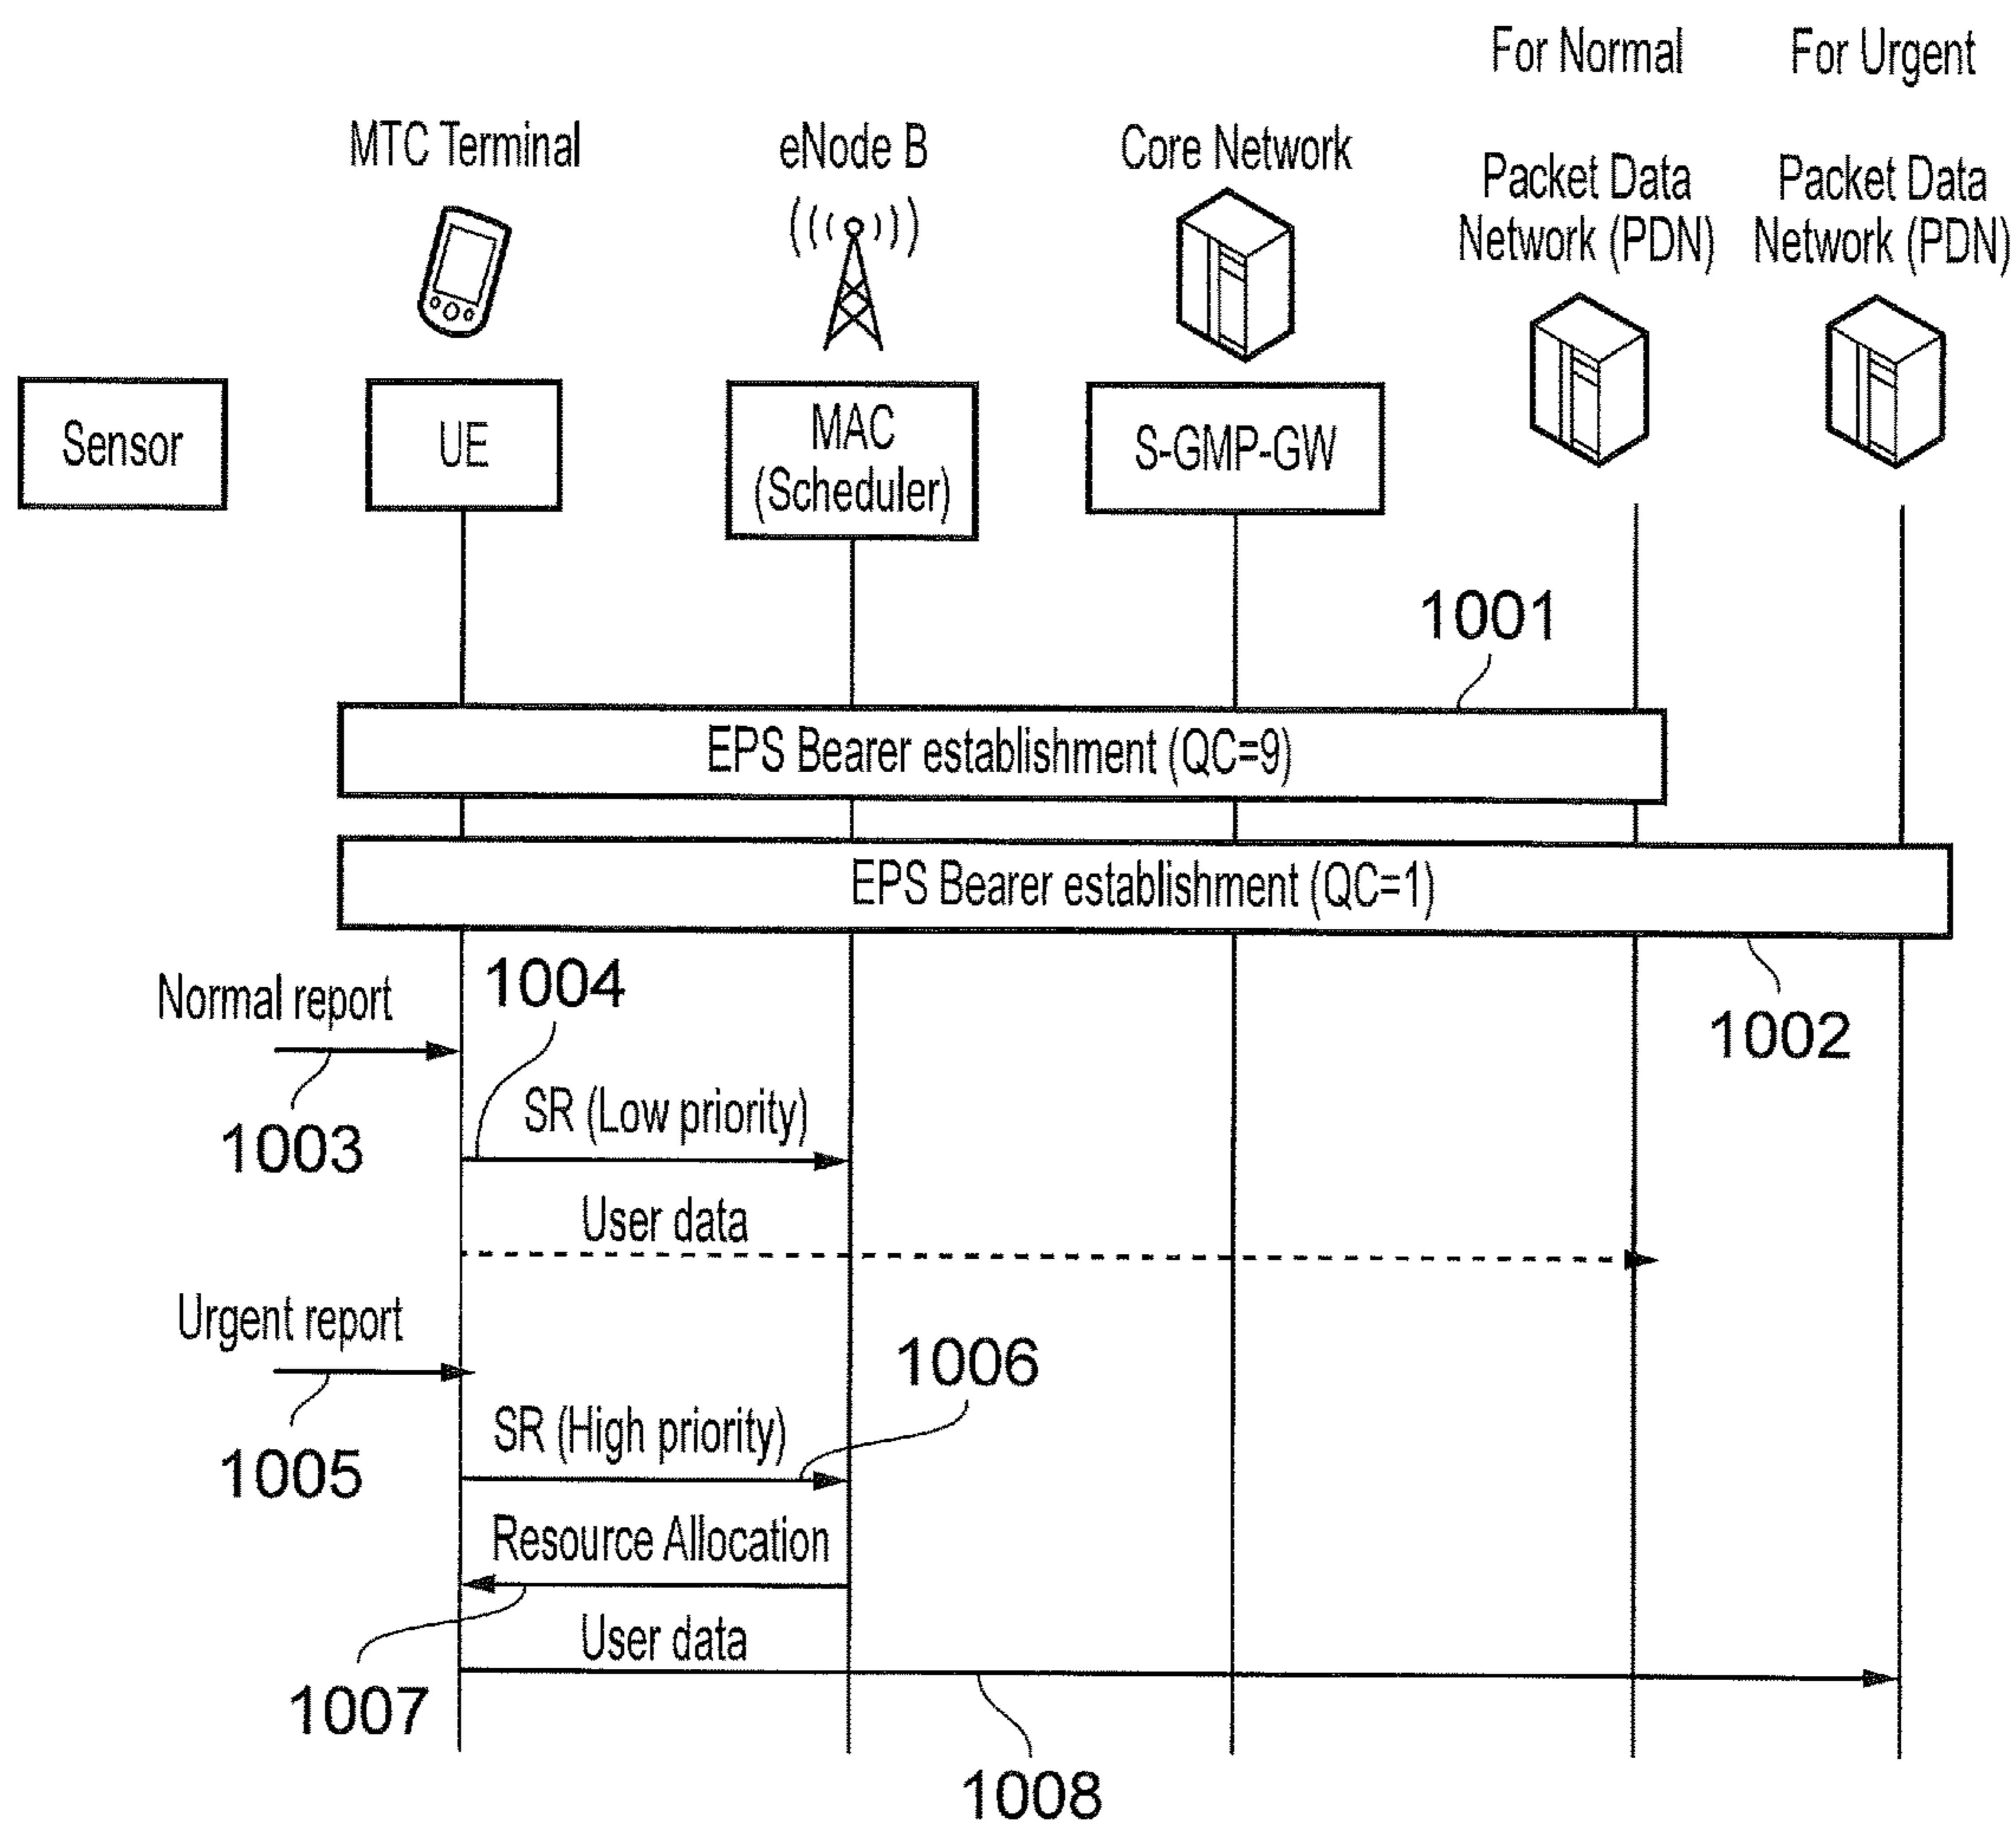 For Normal
For Urgent
MTC Terminal
eNode B
Core Network
Packet Data
Network (PDN)
Packet Data
Network (PDN)
Sensor
UE
MAC
(Scheduler)
S-GMP-GW
1001
EPS Bearer establishment (QC=9)
EPS Bearer establishment (QC=1)
1002
Normal report
1004
1003
SR (Low priority)
User data
Urgent report
1006
1005
SR (High priority)
Resource Allocation
1007
User data
1008